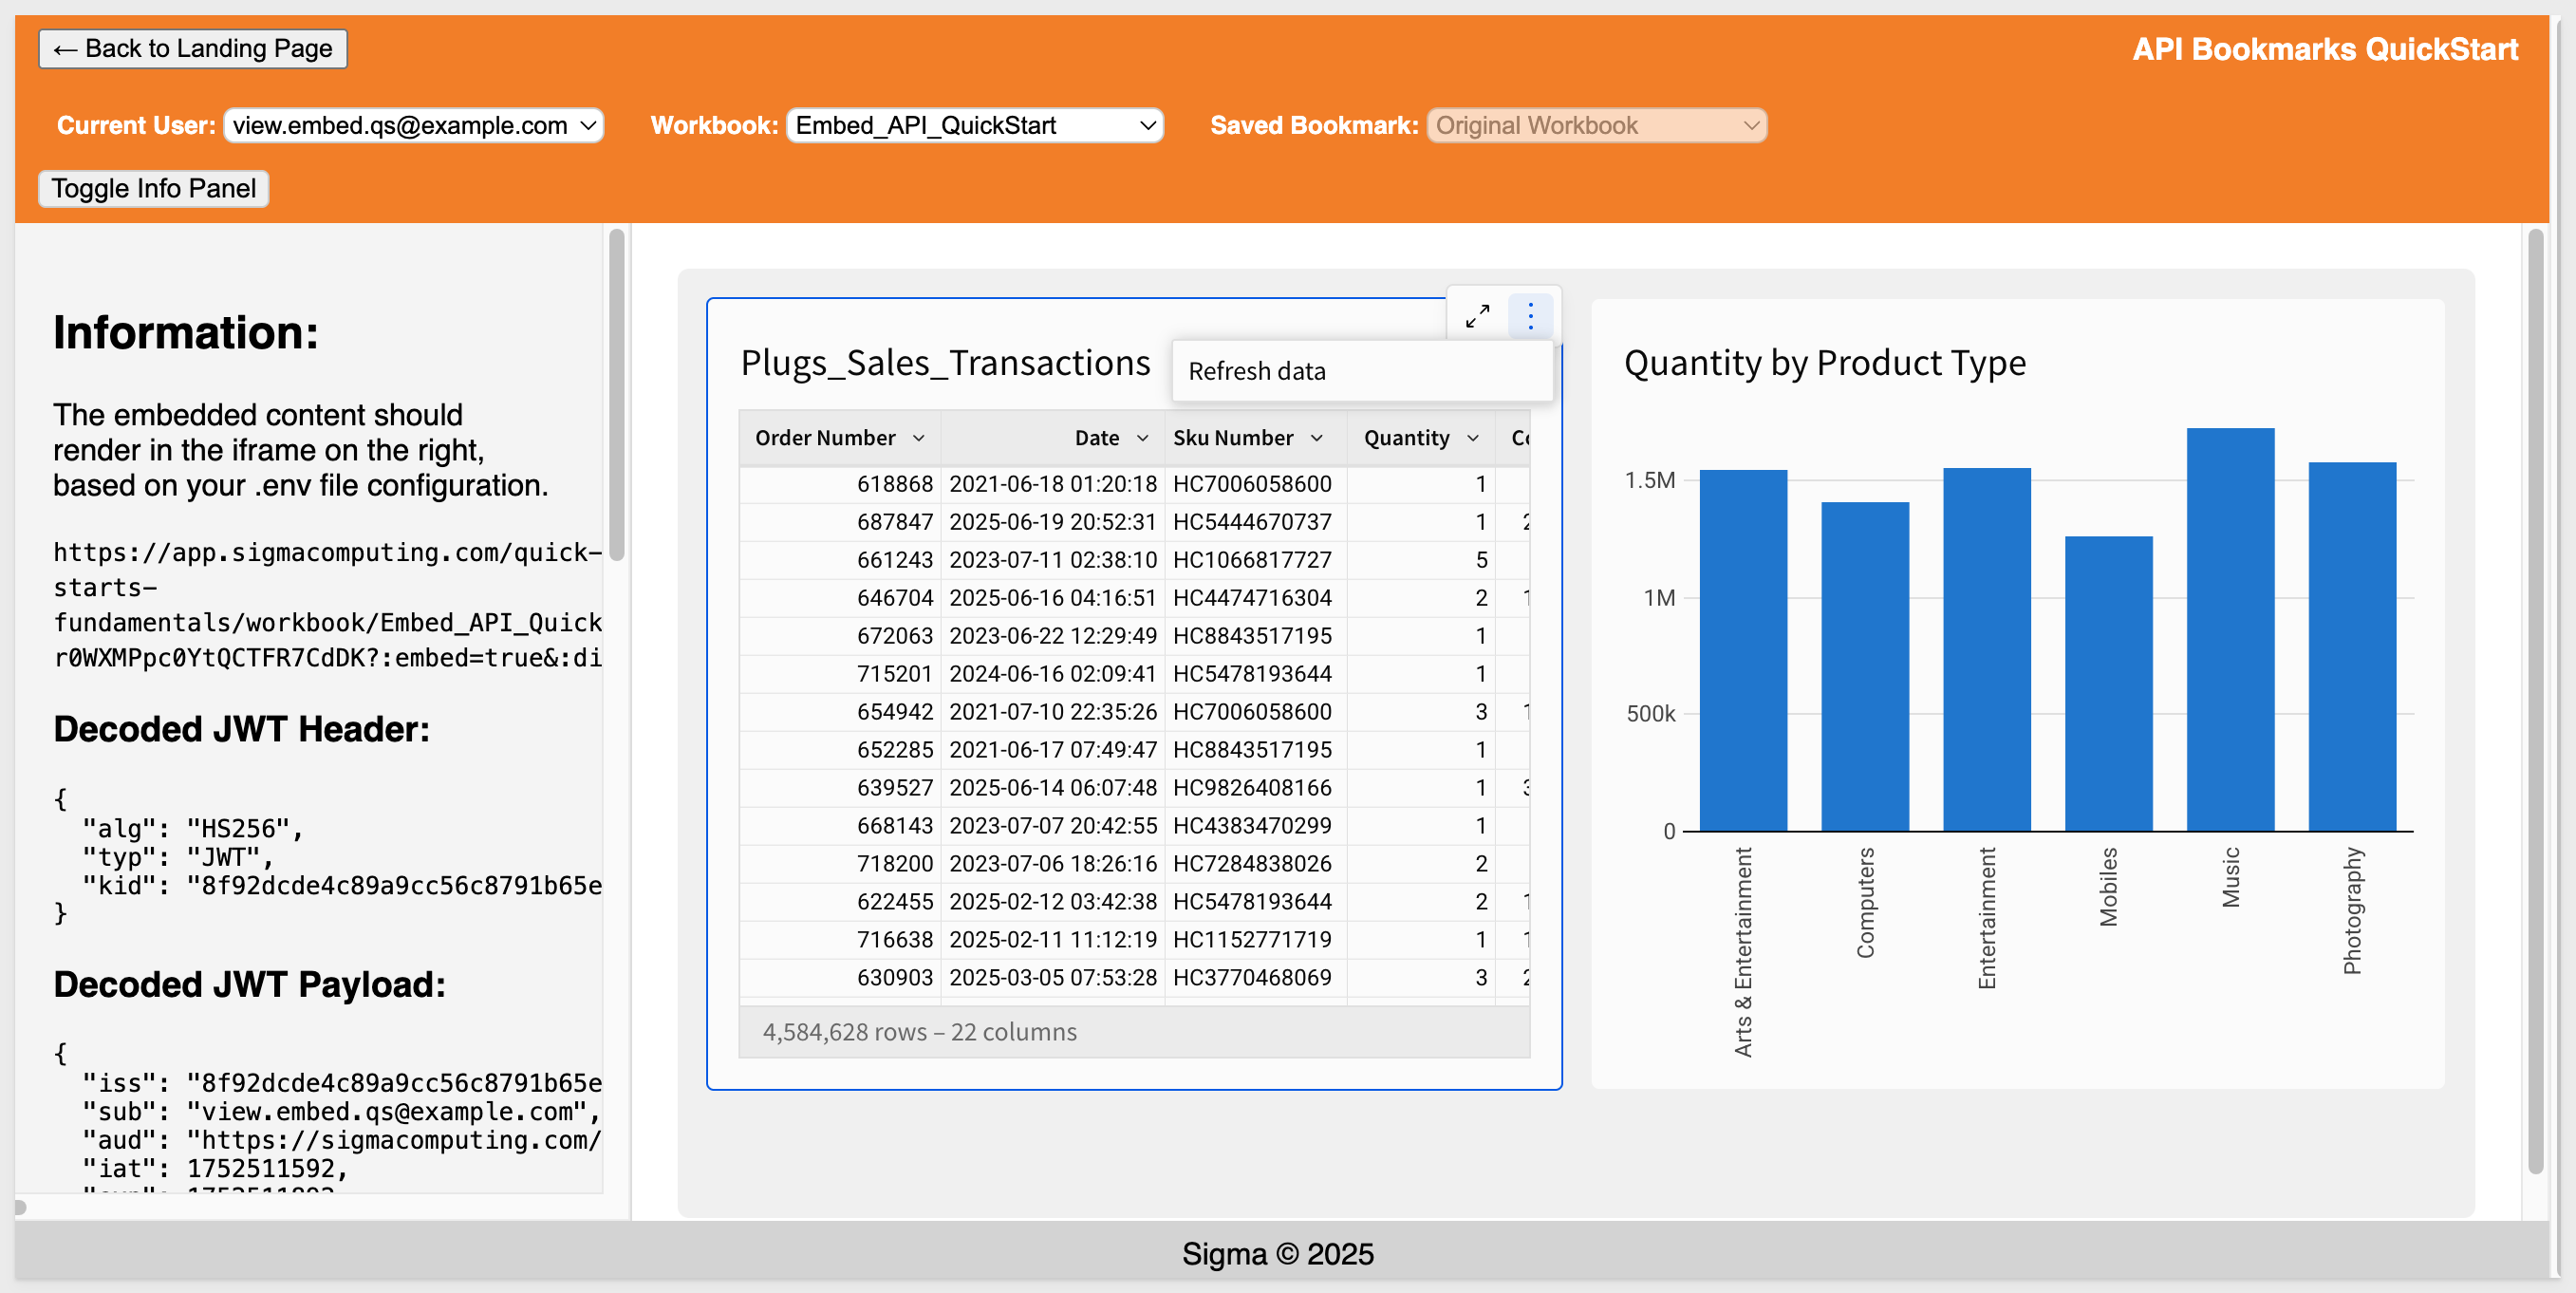 ← Back to Landing Page
API Bookmarks QuickStart
Current User: view.embed.qs@example.com
Workbook: Embed_API_QuickStart
Saved Bookmark: Original Workbook
Toggle Info Panel
Information:
The embedded content should
render in the iframe on the right,
based on your .env file configuration.
https://app.sigmacomputing.com/quick-
starts-
fundamentals/workbook/Embed_API_Quick
r0WXMPpc0YtQCTFR7CdDK?:embed=true&:di
Decoded JWT Header:
{
"alg": "HS256",
"typ": "JWT",
"kid": "8f92dcde4c89a9cc56c8791b65e
}
Decoded JWT Payload:
{
"iss": "8f92dcde4c89a9cc56c8791b65e
"sub": "view.embed.qs@example.com",
"aud": "https://sigmacomputing.com/
"iat": 1752511592,
Plugs_Sales_Transactions
Refresh data
Order Number Date Sku Number Quantity
618868 2021-06-18 01:20:18 HC7006058600 1
687847 2025-06-19 20:52:31 HC5444670737 1
661243 2023-07-11 02:38:10 HC1066817727 5
646704 2025-06-16 04:16:51 HC4474716304 2
672063 2023-06-22 12:29:49 HC8843517195 1
715201 2024-06-16 02:09:41 HC5478193644 1
654942 2021-07-10 22:35:26 HC7006058600 3
652285 2021-06-17 07:49:47 HC8843517195 1
639527 2025-06-14 06:07:48 HC9826408166 1
668143 2023-07-07 20:42:55 HC4383470299 1
718200 2023-07-06 18:26:16 HC7284838026 2
622455 2025-02-12 03:42:38 HC5478193644 2
716638 2025-02-11 11:12:19 HC1152771719 1
630903 2025-03-05 07:53:28 HC3770468069 3
4,584,628 rows – 22 columns
Quantity by Product Type
1.5M
1M
500k
0
Arts & Entertainment
Computers
Entertainment
Mobiles
Music
Photography
Sigma © 2025